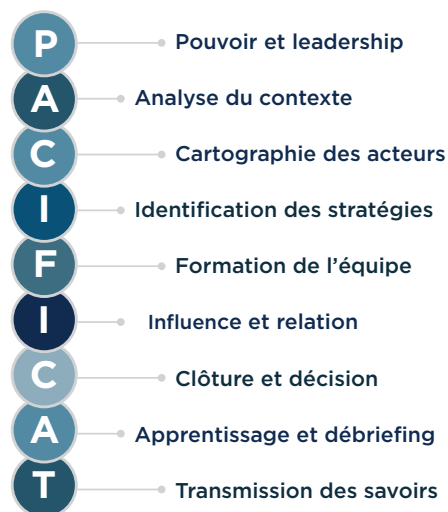 P Pouvoir et leadership
A Analyse du contexte
C Cartographie des acteurs
I Identification des stratégies
F Formation de l'équipe
I Influence et relation
C Clôture et décision
A Apprentissage et débriefing
T Transmission des savoirs